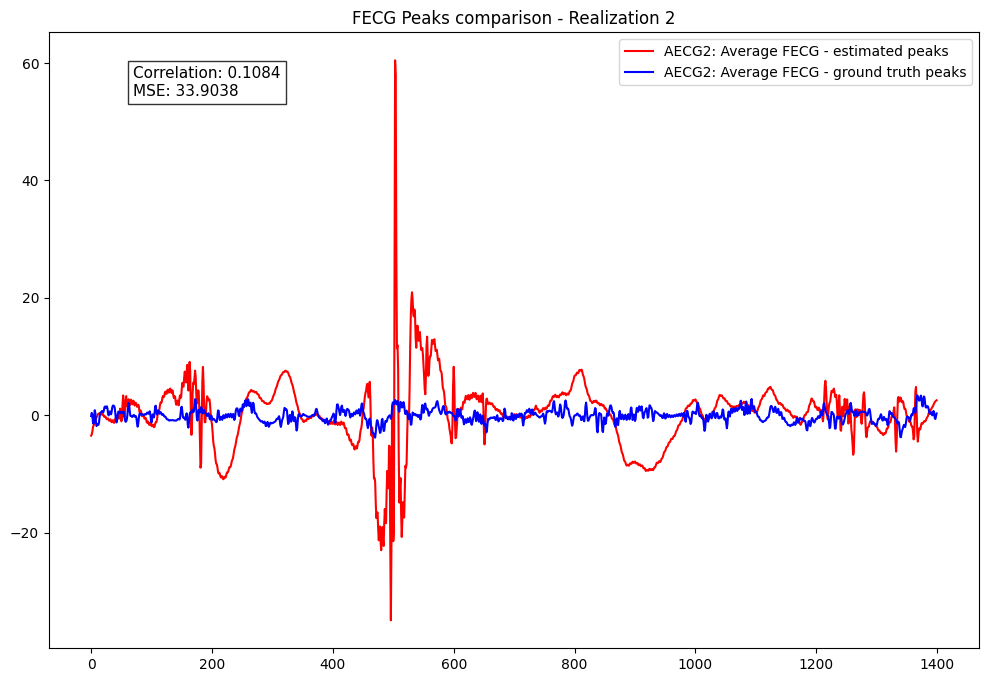 FECG Peaks comparison - Realization 2
Correlation: 0.1084
MSE: 33.9038
AECG2: Average FECG - estimated peaks
AECG2: Average FECG - ground truth peaks
60
40
20
0
−20
0 200 400 600 800 1000 1200 1400